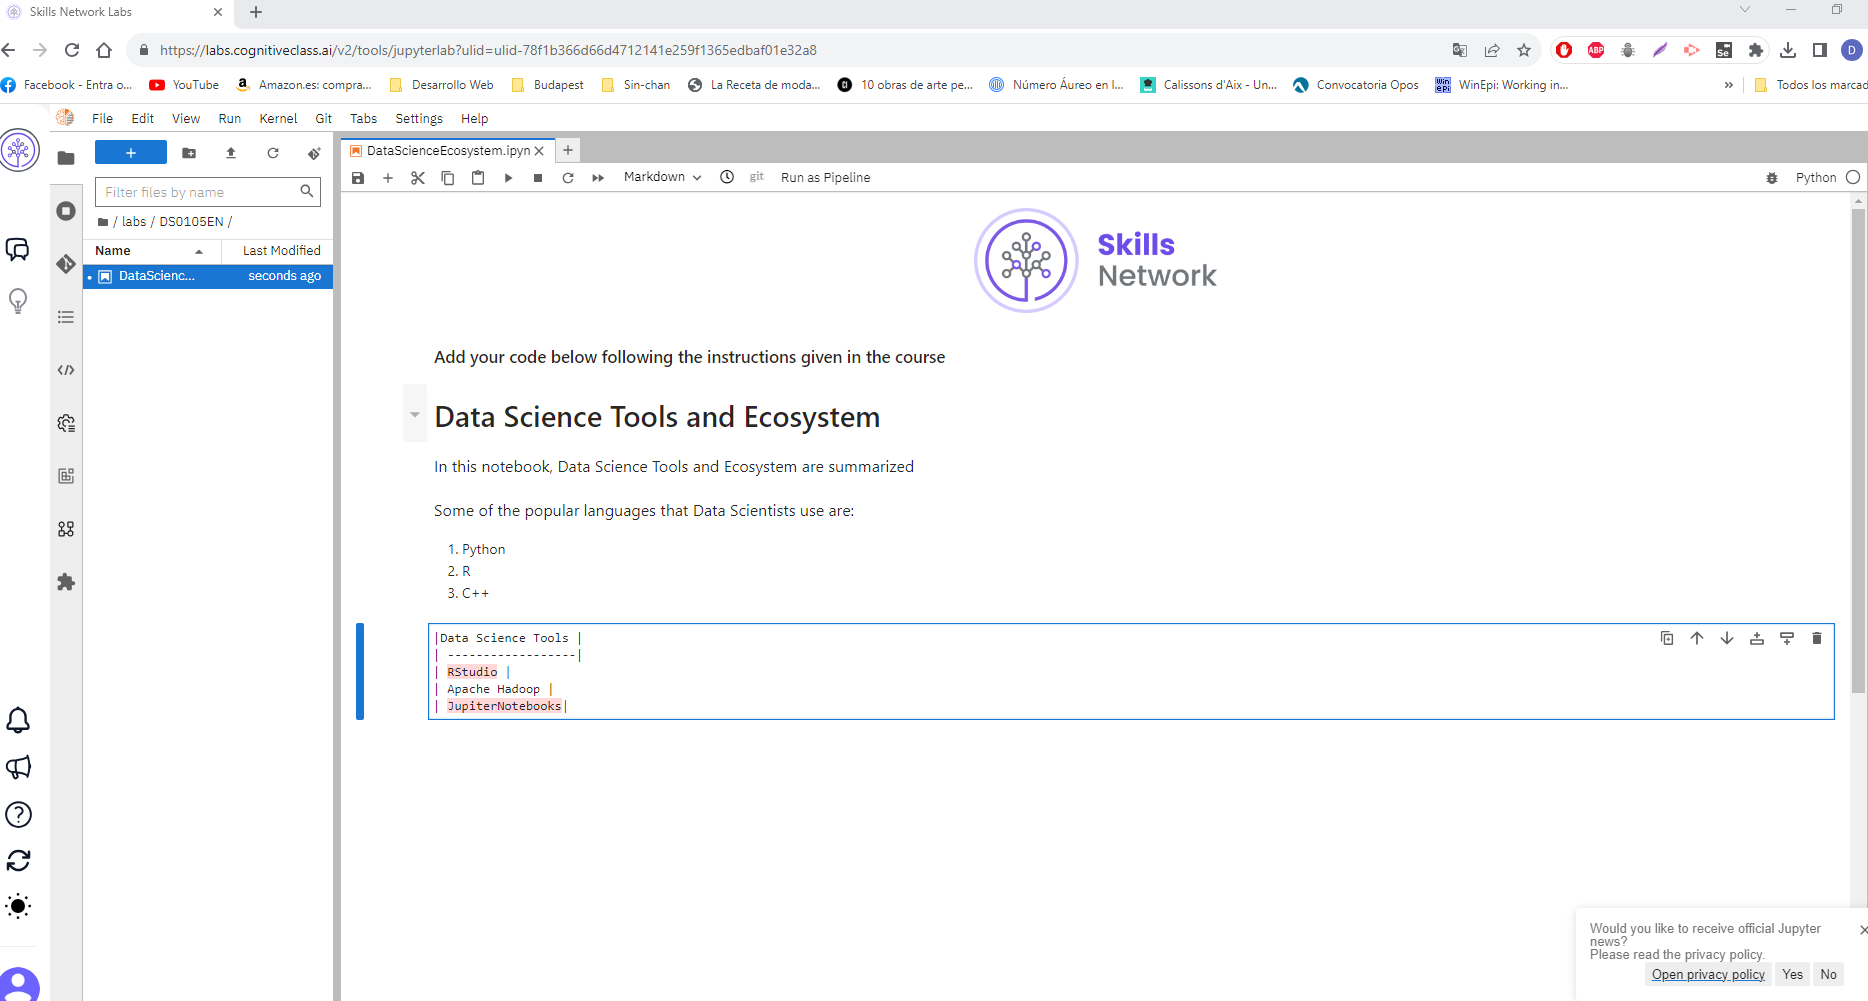 Skills Network Labs
https://labs.cognitiveclass.ai/v2/tools/jupyterlab?ulid=ulid-78f1b366d66d4712141e259f1365edbaf01e32a8
ABP
Se
D
Facebook - Entra o...
YouTube
Amazon.es: compra...
Desarrollo Web
Budapest
Sin-chan
La Receta de moda...
10 obras de arte pe...
Número Áureo en l...
Calissons d'Aix - Un...
Convocatoria Opos
WinEpi: Working in...
»
Todos los marcad
File Edit View Run Kernel Git Tabs Settings Help
DataScienceEcosystem.ipyn
Markdown
git
Run as Pipeline
Python
Filter files by name
/ labs / DS0105EN /
Name
Last Modified
DataScienc...
seconds ago
Skills
Network
Add your code below following the instructions given in the course
Data Science Tools and Ecosystem
In this notebook, Data Science Tools and Ecosystem are summarized
Some of the popular languages that Data Scientists use are:
1. Python
2. R
3. C++
|Data Science Tools |
| ------------------|
| RStudio |
| Apache Hadoop |
| JupiterNotebooks|
Would you like to receive official Jupyter
news?
Please read the privacy policy.
Open privacy policy
Yes
No